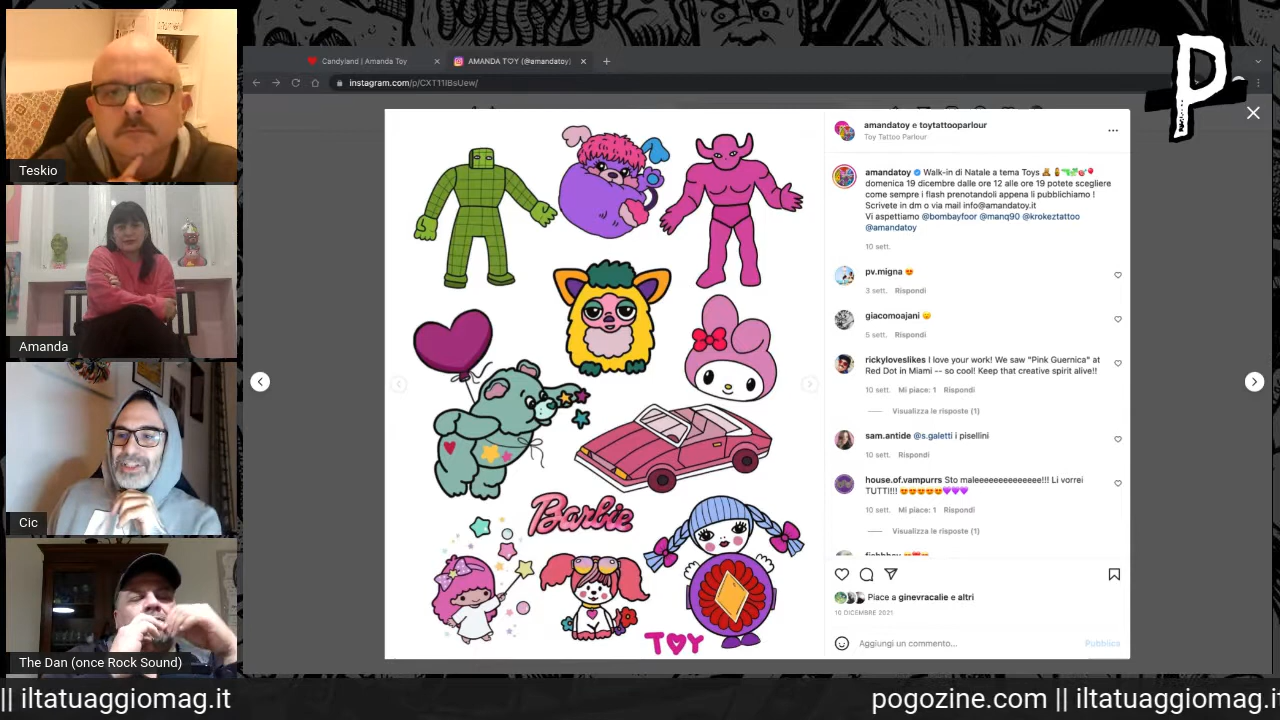 Teskio
Amanda
Cic
The Dan (once Rock Sound)
Candyland | Amanda Toy
AMANDA TOY (@amandatoy)
instagram.com/p/CXT11IBsUew/
P
Barbie
TOY
amandatoy e toytattooparlour
Toy Tattoo Parlour
amandatoy Walk-in di Natale a tema Toys
domenica 19 dicembre dalle ore 12 alle ore 19 potete scegliere
come sempre i flash prenotandoli appena li pubblichiamo !
Scrivete in dm o via mail info@amandatoy.it
Vi aspettiamo @bombayfoor @manq90 @krokeztattoo
@amandatoy
10 sett.
pv.migna 😍
3 sett. Rispondi
giacomoajani
5 sett. Rispondi
rickyloveslikes I love your work! We saw "Pink Guernica" at
Red Dot in Miami -- so cool! Keep that creative spirit alive!!
10 sett. Mi piace: 1 Rispondi
Visualizza le risposte (1)
sam.antide @s.galetti i pisellini
10 sett. Rispondi
house.of.vampurrs Sto maleeeeeeeeeeeee!!! Li vorrei
TUTTI!!! 😍😍😍😍😍💜💜💜
10 sett. Mi piace: 1 Rispondi
Visualizza le risposte (1)
Piace a ginevracalie e altri
10 DICEMBRE 2021
Aggiungi un commento...
Pubblica
|| iltatuaggiomag.it
pogozine.com || iltatuaggiomag.it